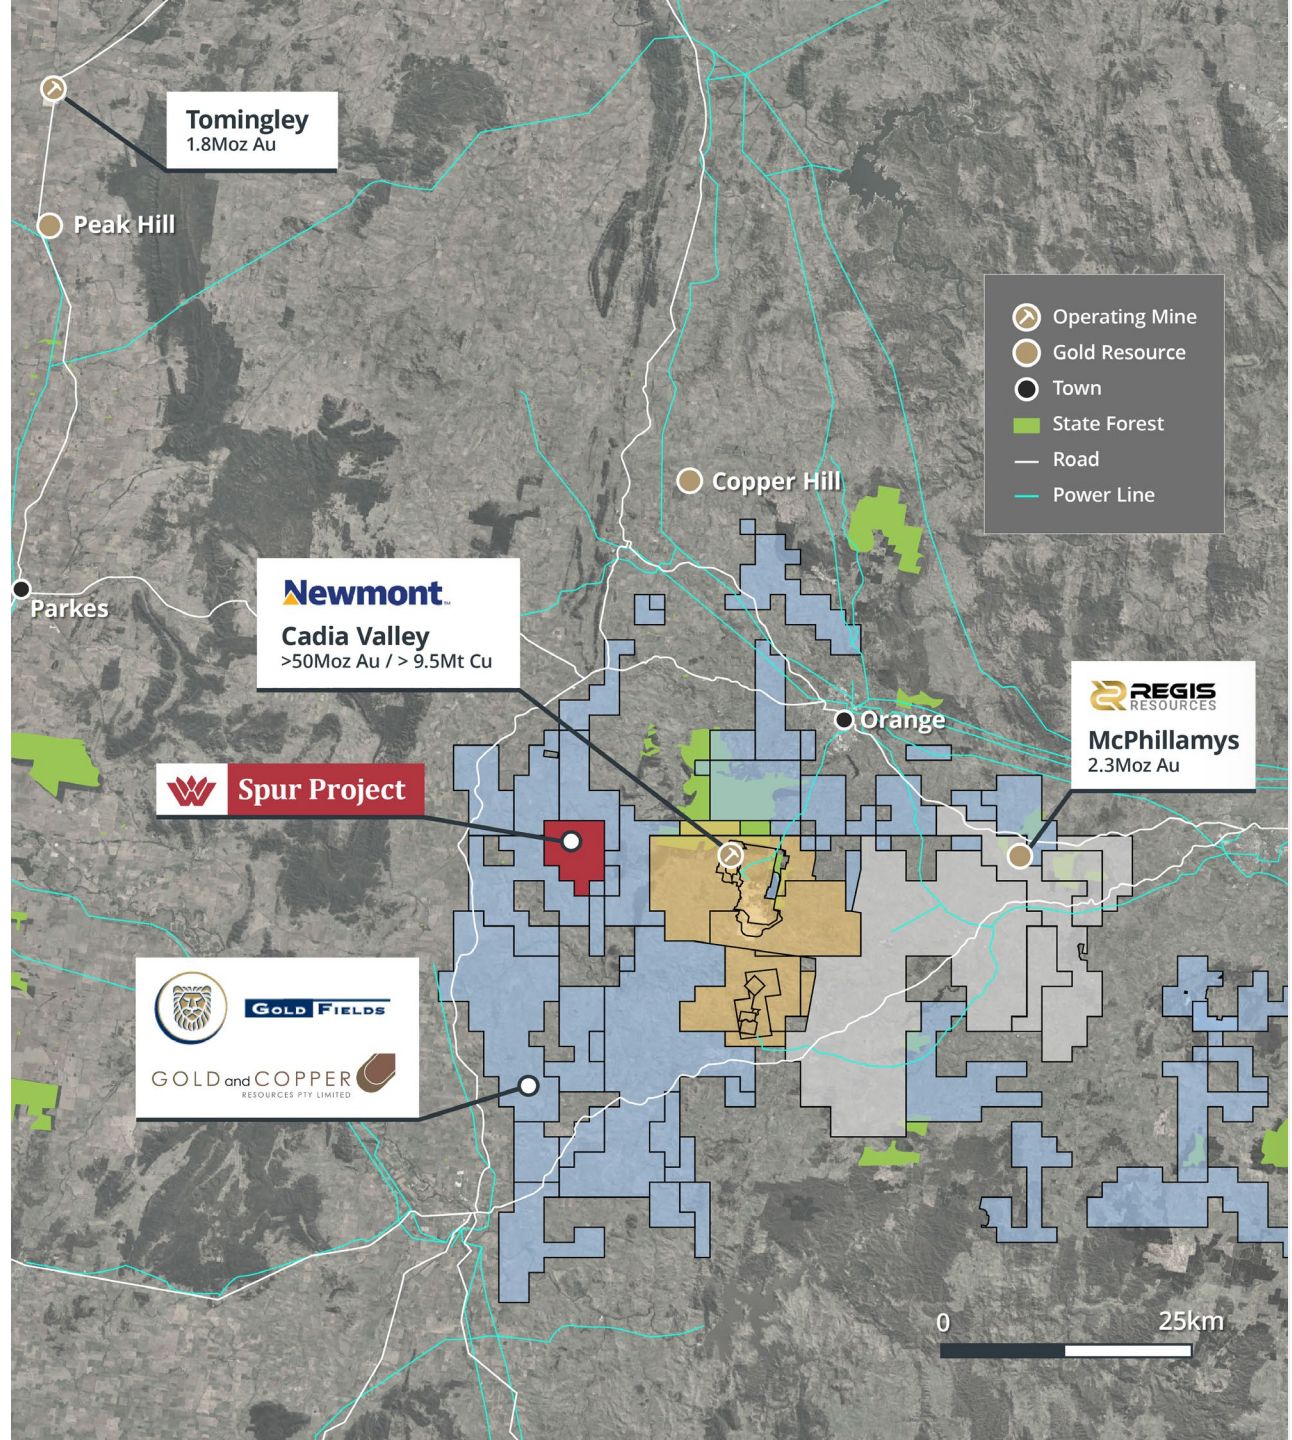 Tomingley
1.8Moz Au
Peak Hill
Operating Mine
Gold Resource
Town
State Forest
Road
Power Line
Copper Hill
Parkes
Newmont
Cadia Valley
>50Moz Au / > 9.5Mt Cu
Orange
REGIS
RESOURCES
McPhillamys
2.3Moz Au
Spur Project
GOLD FIELDS
GOLD and COPPER
RESOURCES PTY LIMITED
0 25km